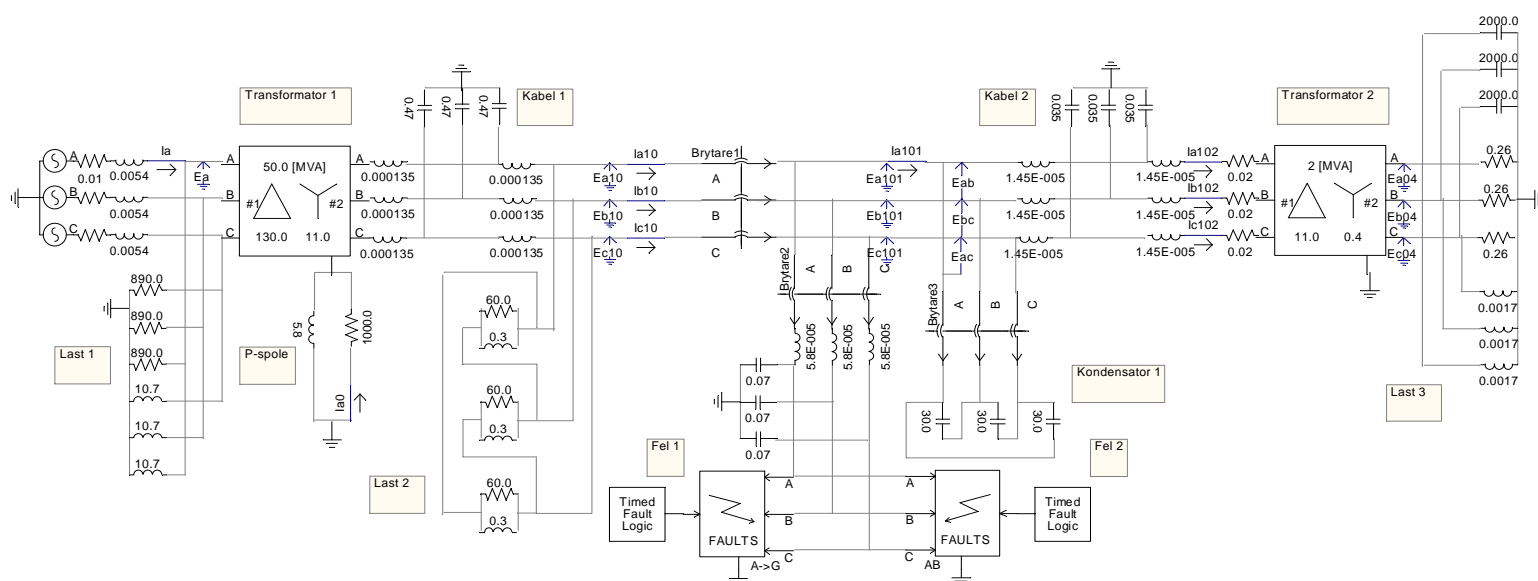 2000.0
2000.0
2000.0
Transformator 1
Kabel 1
Kabel 2
Transformator 2
0.47
0.47
0.47
0.035
0.035
0.035
A
0.01
0.0054
Ia
Ea
A
50.0 [MVA]
A
0.000135
0.000135
Ea10
Ia10
Brytare1
A
Ia101
Ea101
Eab
1.45E-005
1.45E-005
Ia102
0.02
A
2 [MVA]
A
Ea04
0.26
B
0.0054
B
#1
#2
B
0.000135
0.000135
Eb10
Ib10
B
Eb101
Ebc
1.45E-005
1.45E-005
Ib102
0.02
B
#1
#2
B
Eb04
0.26
C
0.0054
C
130.0
11.0
C
0.000135
0.000135
Ec10
Ic10
C
Ec101
Eac
1.45E-005
1.45E-005
Ic102
0.02
C
11.0
0.4
C
Ec04
0.26
890.0
890.0
890.0
10.7
10.7
10.7
Last 1
P-spole
5.8
1000.0
Ia0
60.0
0.3
60.0
0.3
60.0
0.3
Last 2
Brytare2
A
B
C
5.8E-005
5.8E-005
5.8E-005
0.07
0.07
0.07
Brytare3
A
B
C
Kondensator 1
30.0
30.0
30.0
0.0017
0.0017
0.0017
Last 3
Fel 1
Fel 2
Timed
Fault
Logic
FAULTS
A->G
A
B
C
A
B
C
FAULTS
AB
Timed
Fault
Logic